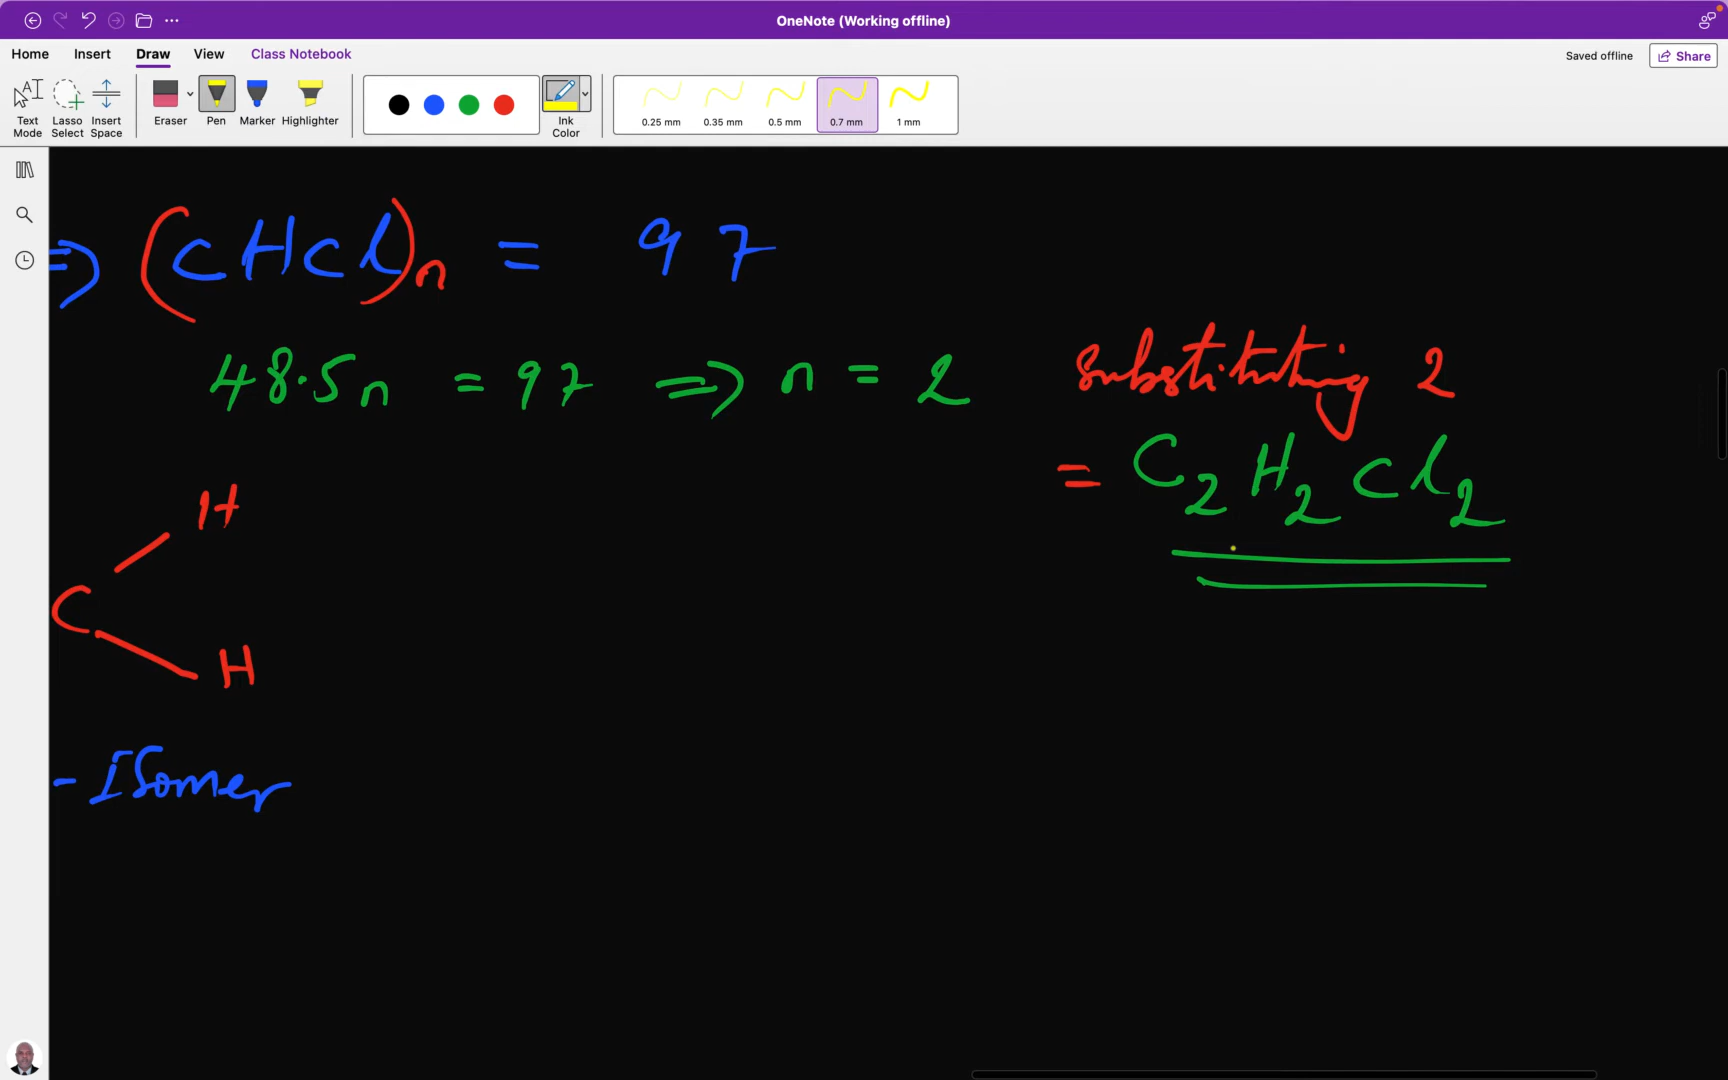 OneNote (Working offline)
Home Insert Draw View Class Notebook
Saved offline Share
Text Mode Lasso Select Insert Space Eraser Pen Marker Highlighter Ink Color 0.25 mm 0.35 mm 0.5 mm 0.7 mm 1 mm
⇒ (CHCl)n = 97
48.5n = 97 ⇒ n = 2
substituting 2
= C₂H₂Cl₂
H
C
H
- ISomer